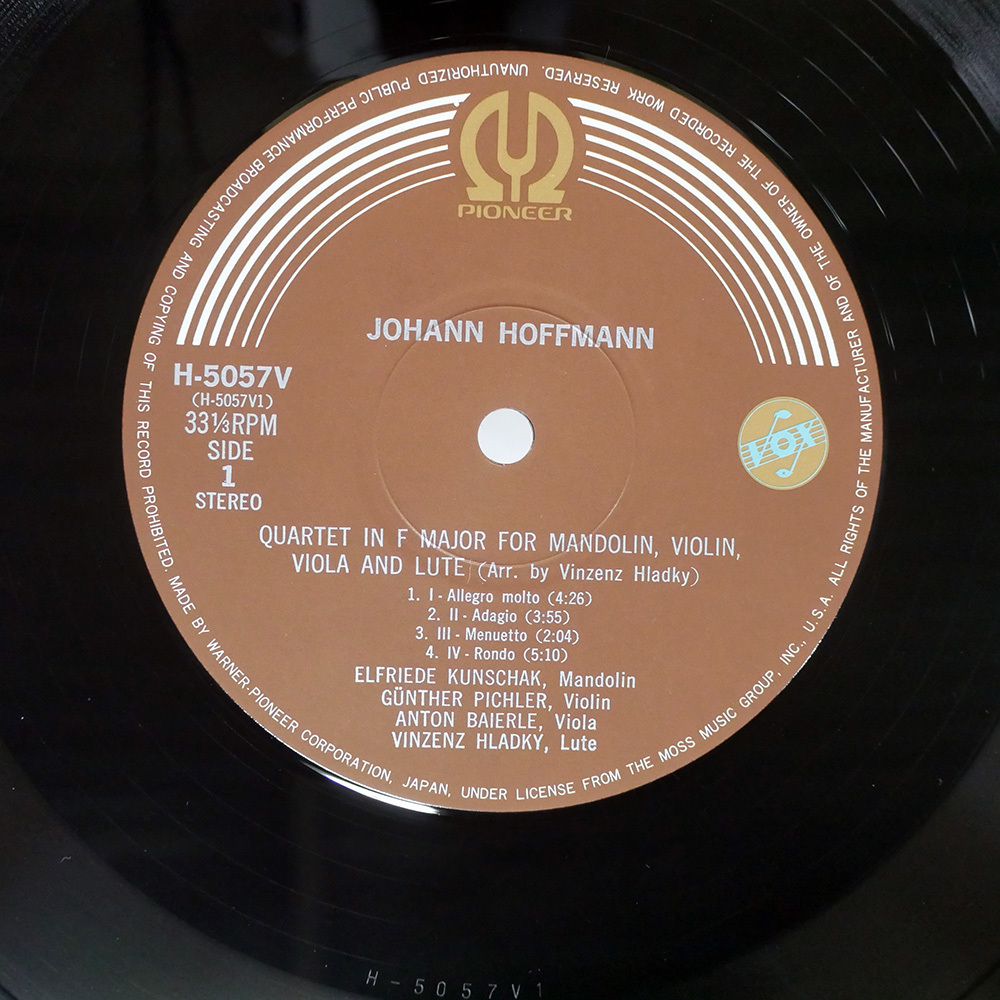 PIONEER
JOHANN HOFFMANN
H-5057V
(H-5057V1)
33⅓RPM
SIDE
1
STEREO
VOX
QUARTET IN F MAJOR FOR MANDOLIN, VIOLIN,
VIOLA AND LUTE (Arr. by Vinzenz Hladky)
1. I - Allegro molto (4:26)
2. II - Adagio (3:55)
3. III - Menuetto (2:04)
4. IV - Rondo (5:10)
ELFRIEDE KUNSCHAK, Mandolin
GÜNTHER PICHLER, Violin
ANTON BAIERLE, Viola
VINZENZ HLADKY, Lute
MADE BY WARNER-PIONEER CORPORATION, JAPAN, UNDER LICENSE FROM THE MOSS MUSIC GROUP, INC., U.S.A. ALL RIGHTS OF THE MANUFACTURER AND OF THE OWNER OF THE RECORDED WORK RESERVED. UNAUTHORIZED PUBLIC PERFORMANCE BROADCASTING AND COPYING OF THIS RECORD PROHIBITED.
H-5057V1